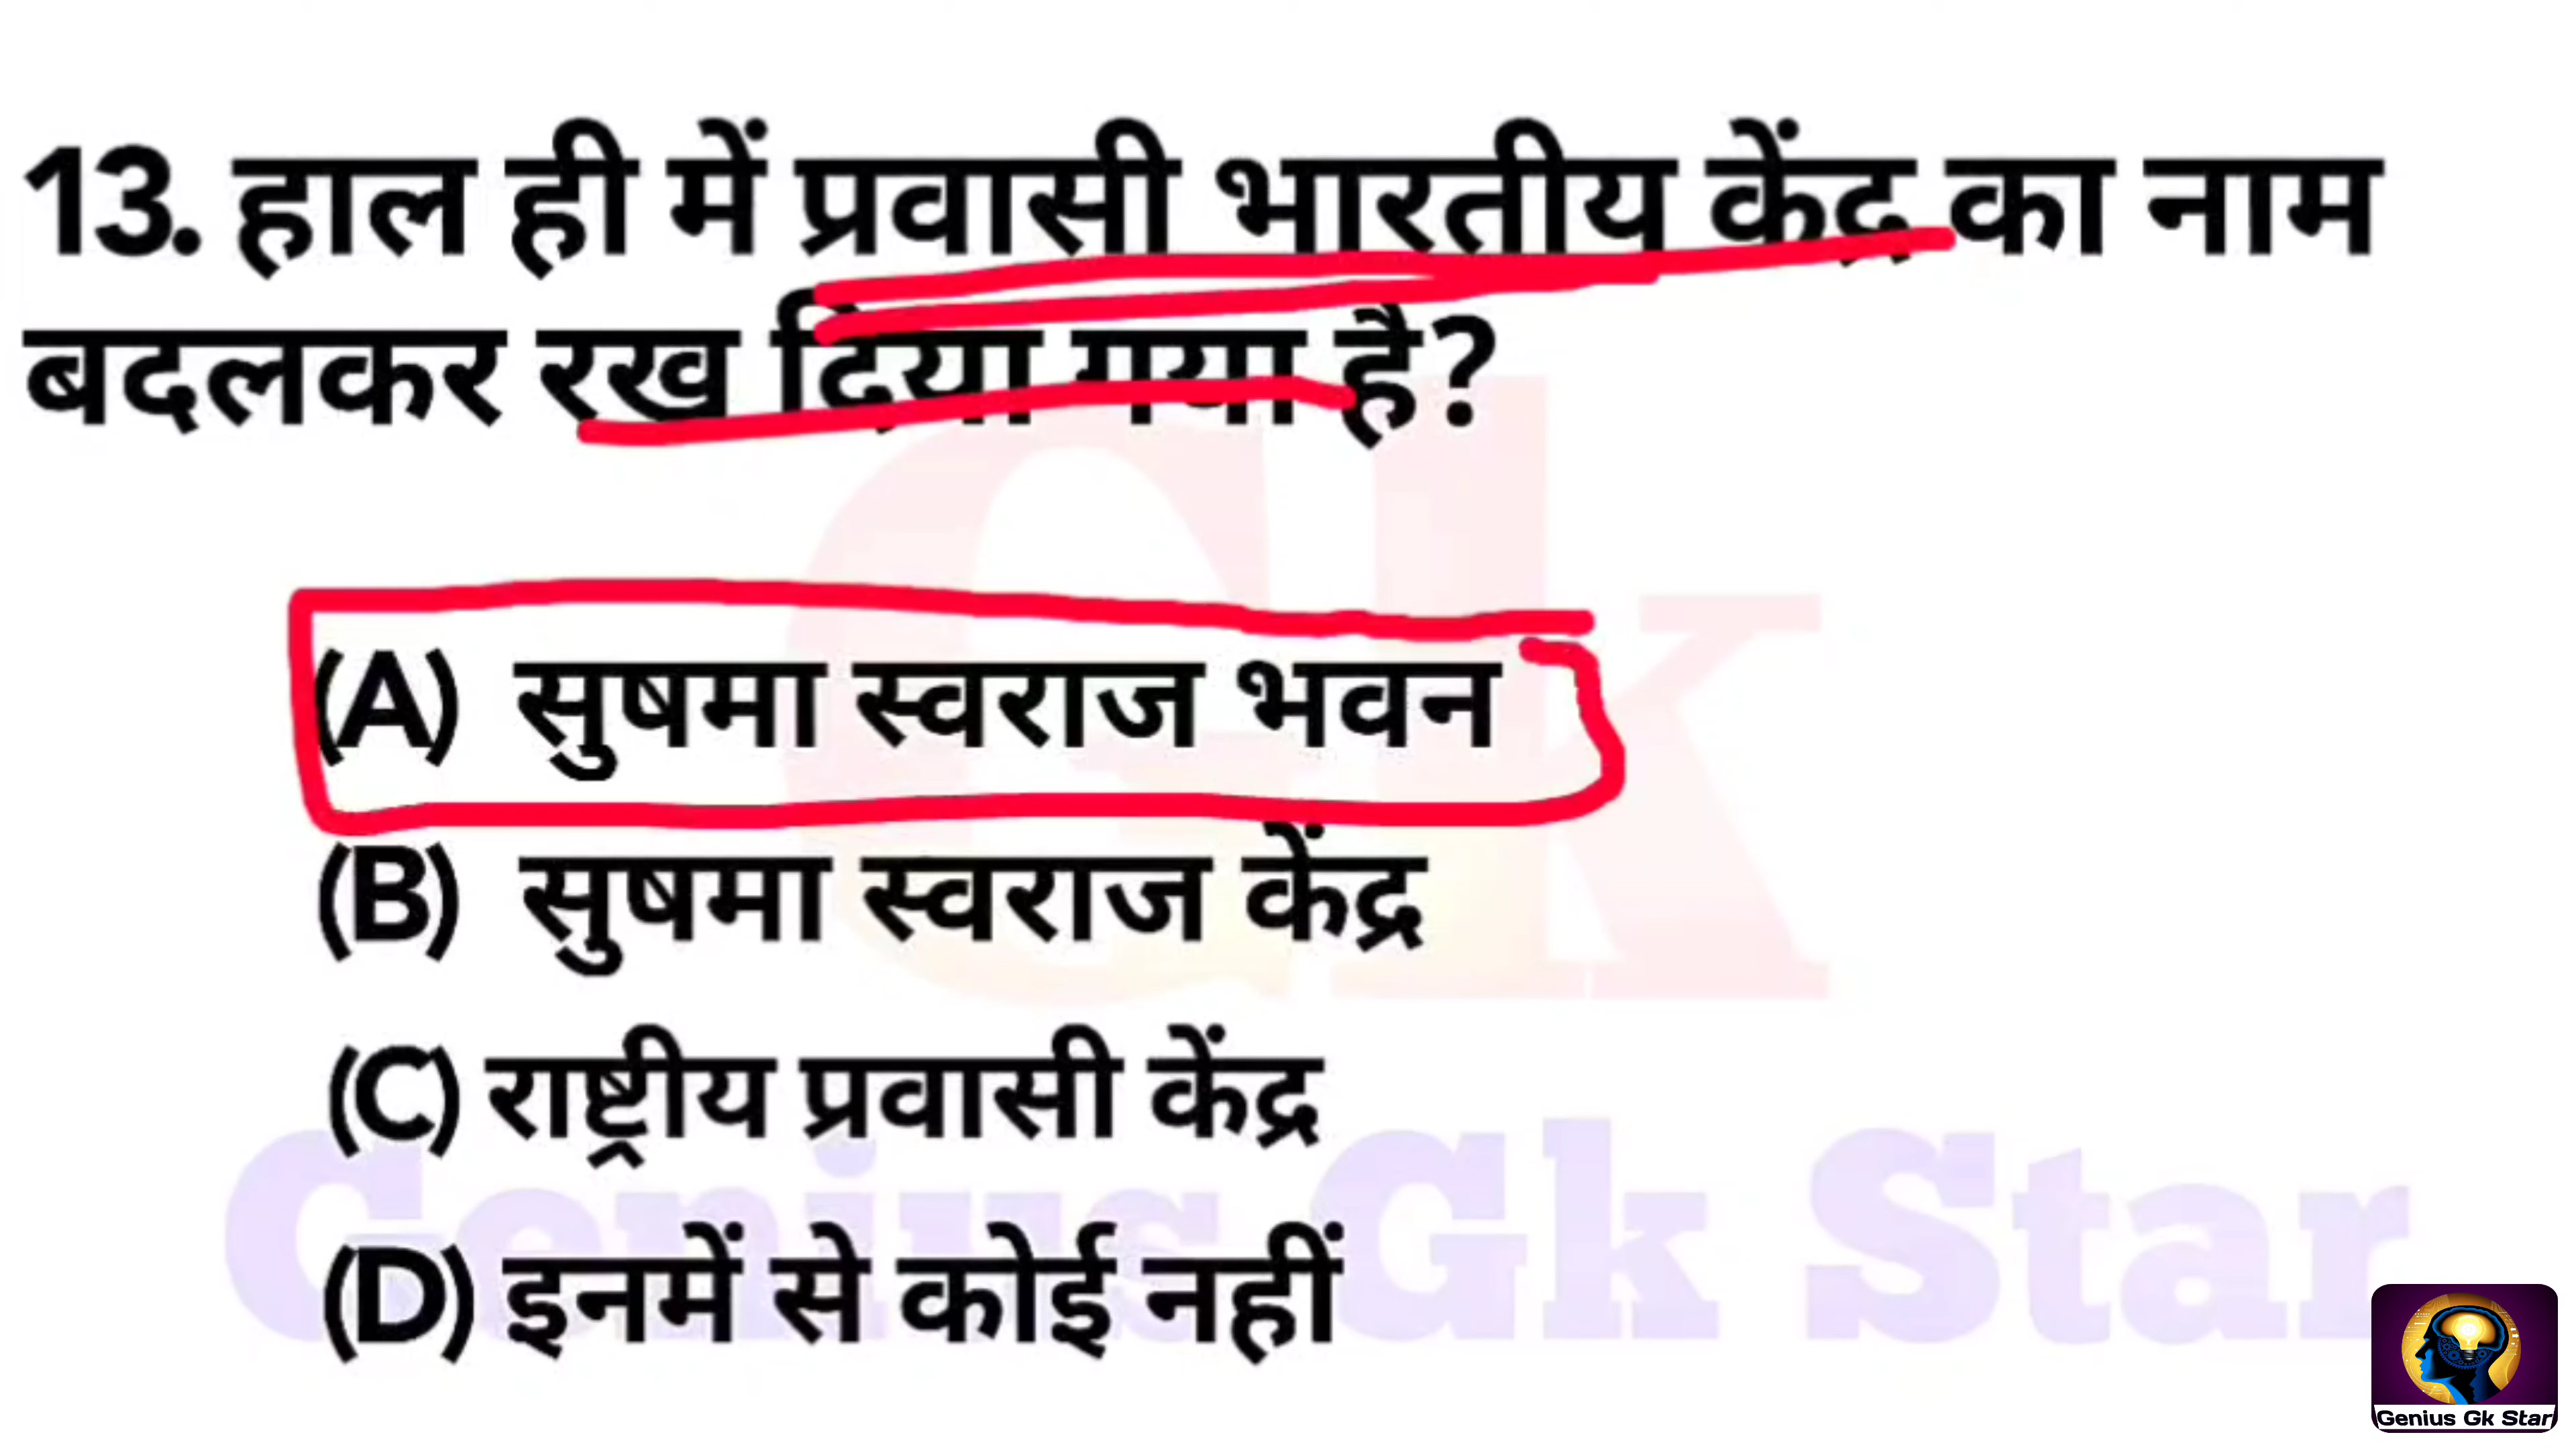 13. हाल ही में प्रवासी भारतीय केंद्र का नाम
बदलकर रख दिया गया है?
(A) सुषमा स्वराज भवन
(B) सुषमा स्वराज केंद्र
(C) राष्ट्रीय प्रवासी केंद्र
(D) इनमें से कोई नहीं
Gk
Genius Gk Star
Genius Gk Star